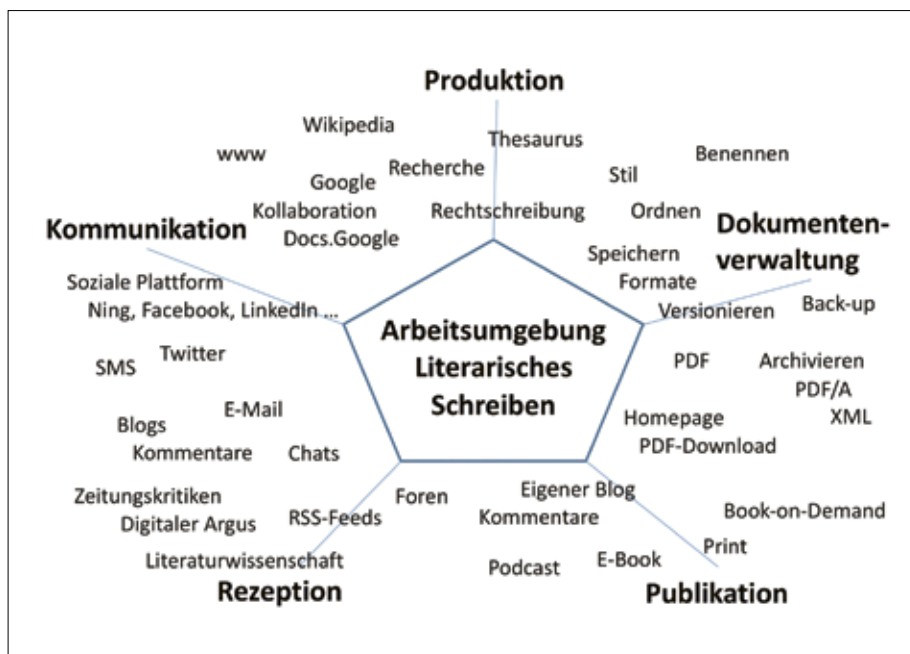 Produktion
Wikipedia
Thesaurus
www
Recherche
Benennen
Stil
Google
Kollaboration
Rechtschreibung
Ordnen
Kommunikation
Docs.Google
Dokumenten-
verwaltung
Speichern
Formate
Soziale Plattform
Ning, Facebook, LinkedIn ...
Versionieren
Back-up
Arbeitsumgebung
Literarisches
Schreiben
Twitter
SMS
PDF
Archivieren
PDF/A
XML
E-Mail
Blogs
Kommentare
Chats
Homepage
PDF-Download
Zeitungskritiken
Digitaler Argus
RSS-Feeds
Foren
Eigener Blog
Kommentare
Book-on-Demand
Print
Literaturwissenschaft
Podcast
E-Book
Rezeption
Publikation